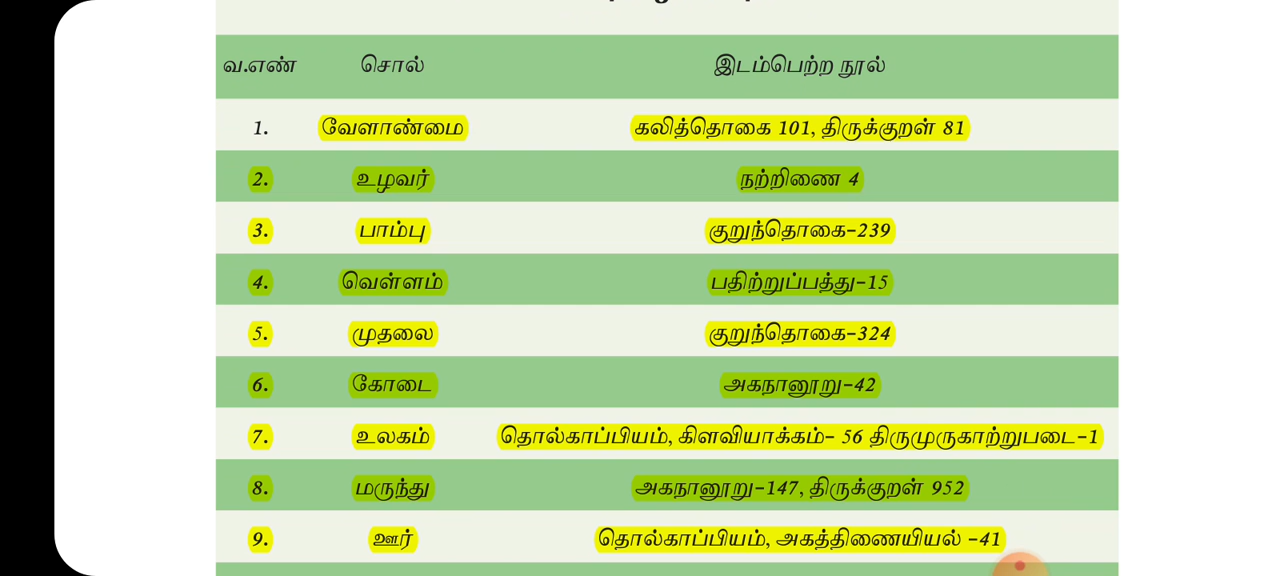 வ.எண் சொல் இடம்பெற்ற நூல்
1. வேளாண்மை கலித்தொகை 101, திருக்குறள் 81
2. உழவர் நற்றிணை 4
3. பாம்பு குறுந்தொகை-239
4. வெள்ளம் பதிற்றுப்பத்து-15
5. முதலை குறுந்தொகை-324
6. கோடை அகநானூறு-42
7. உலகம் தொல்காப்பியம், கிளவியாக்கம்- 56 திருமுருகாற்றுபடை-1
8. மருந்து அகநானூறு-147, திருக்குறள் 952
9. ஊர் தொல்காப்பியம், அகத்திணையியல் -41